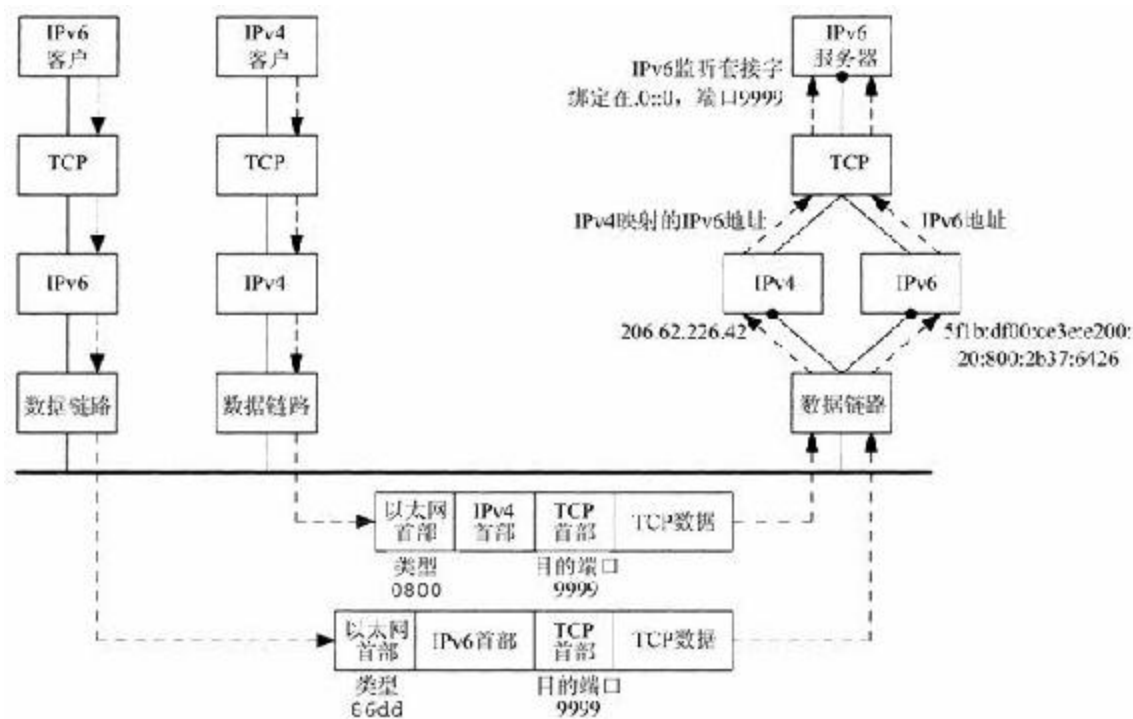 IPv6
客户
IPv4
客户
IPv6
服务器
IPv6监听套接字
绑定在.0::0，端口9999
TCP
TCP
TCP
IPv4映射的IPv6地址
IPv6地址
IPv6
IPv4
IPv4
IPv6
206.62.226.42
5f1b:df00:ce3e:e200:
20:800:2b37:6426
数据链路
数据链路
数据链路
以太网
首部
IPv4
首部
TCP
首部
TCP数据
类型
0800
目的端口
9999
以太网
首部
IPv6首部
TCP
首部
TCP数据
类型
86dd
目的端口
9999